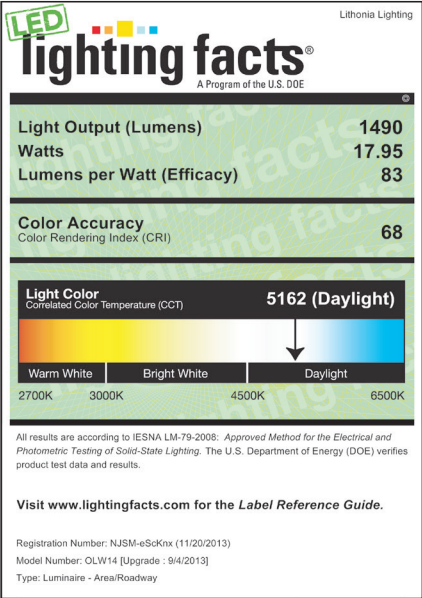 Lithonia Lighting
LED
lighting facts®
A Program of the U.S. DOE
©
Light Output (Lumens) 1490
Watts 17.95
Lumens per Watt (Efficacy) 83
Color Accuracy
Color Rendering Index (CRI) 68
Light Color
Correlated Color Temperature (CCT) 5162 (Daylight)
Warm White Bright White Daylight
2700K 3000K 4500K 6500K
All results are according to IESNA LM-79-2008: Approved Method for the Electrical and
Photometric Testing of Solid-State Lighting. The U.S. Department of Energy (DOE) verifies
product test data and results.
Visit www.lightingfacts.com for the Label Reference Guide.
Registration Number: NJSM-eScKnx (11/20/2013)
Model Number: OLW14 [Upgrade : 9/4/2013]
Type: Luminaire - Area/Roadway